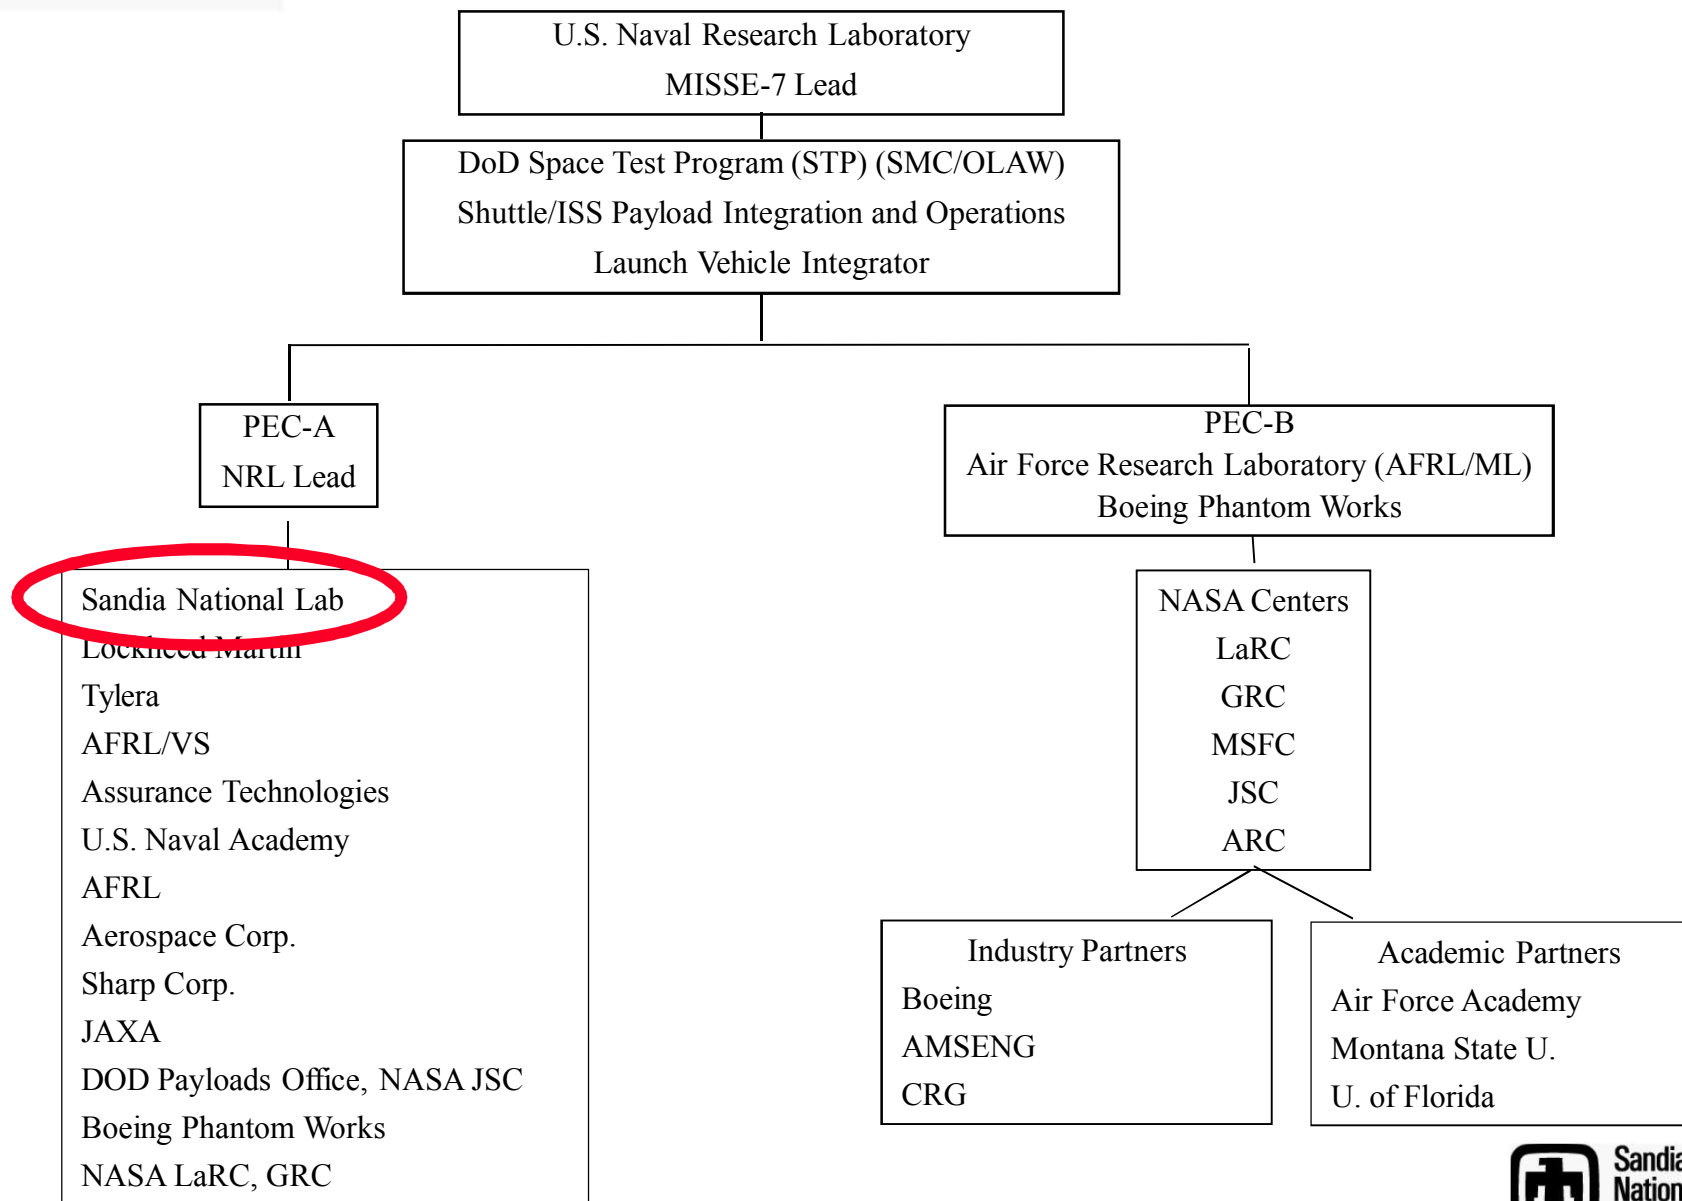 U.S. Naval Research Laboratory
MISSE-7 Lead
DoD Space Test Program (STP) (SMC/OLAW)
Shuttle/ISS Payload Integration and Operations
Launch Vehicle Integrator
PEC-A
NRL Lead
PEC-B
Air Force Research Laboratory (AFRL/ML)
Boeing Phantom Works
Sandia National Lab
Lockheed Martin
Tylera
AFRL/VS
Assurance Technologies
U.S. Naval Academy
AFRL
Aerospace Corp.
Sharp Corp.
JAXA
DOD Payloads Office, NASA JSC
Boeing Phantom Works
NASA LaRC, GRC
NASA Centers
LaRC
GRC
MSFC
JSC
ARC
Industry Partners
Boeing
AMSENG
CRG
Academic Partners
Air Force Academy
Montana State U.
U. of Florida
Sandia
Nation